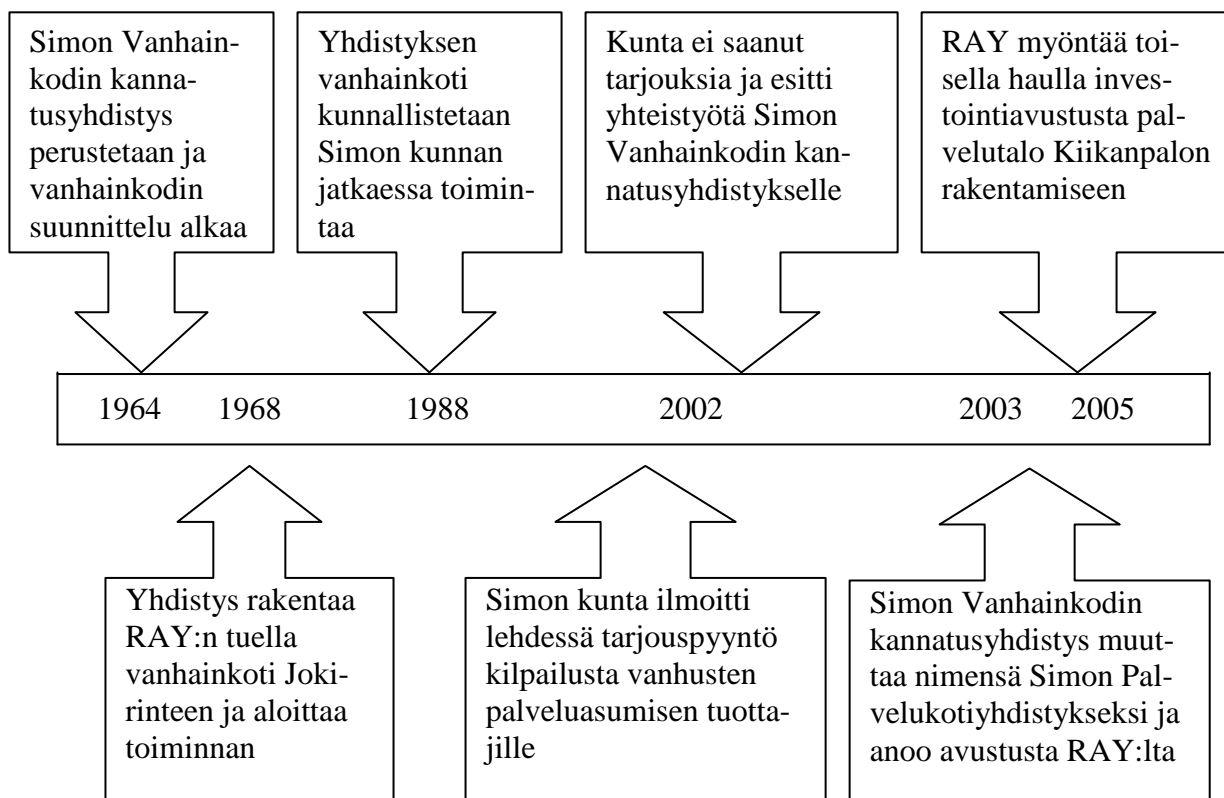 Simon Vanhain-
kodin kanna-
tusyhdistys
perustetaan ja
vanhainkodin
suunnittelu alkaa
Yhdistyksen
vanhainkoti
kunnallistetaan
Simon kunnan
jatkaessa toimin-
taa
Kunta ei saanut
tarjouksia ja esitti
yhteistyötä Simon
Vanhainkodin kan-
natusyhdistykselle
RAY myöntää toi-
sella haulla inves-
tointiavustusta pal-
velutalo Kiikanpalon
rakentamiseen
1964 1968 1988 2002 2003 2005
Yhdistys rakentaa
RAY:n tuella
vanhainkoti Joki-
rinteen ja aloittaa
toiminnan
Simon kunta ilmoitti
lehdessä tarjouspyyntö
kilpailusta vanhusten
palveluasumisen tuotta-
jille
Simon Vanhainkodin
kannatusyhdistys muut-
taa nimensä Simon Pal-
velukotiyhdistykseksi ja
anoo avustusta RAY:lta